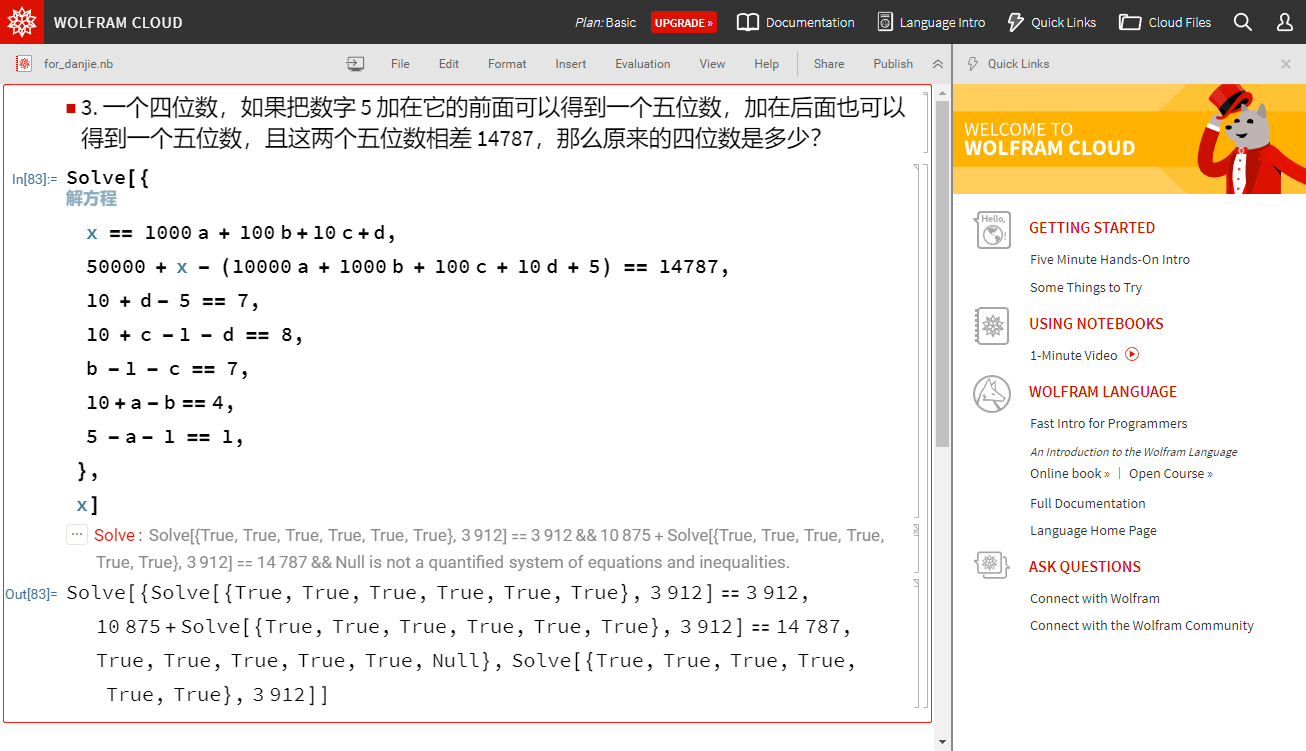 WOLFRAM CLOUD
Plan: Basic
UPGRADE »
Documentation
Language Intro
Quick Links
Cloud Files
for_danjie.nb
File
Edit
Format
Insert
Evaluation
View
Help
Share
Publish
3. 一个四位数，如果把数字 5 加在它的前面可以得到一个五位数，加在后面也可以
得到一个五位数，且这两个五位数相差 14787，那么原来的四位数是多少？
In[83]:= Solve[{
解方程
x == 1000 a + 100 b + 10 c + d,
50000 + x - (10000 a + 1000 b + 100 c + 10 d + 5) == 14787,
10 + d - 5 == 7,
10 + c - 1 - d == 8,
b - 1 - c == 7,
10 + a - b == 4,
5 - a - 1 == 1,
},
x]
Solve : Solve[{True, True, True, True, True, True}, 3 912] == 3 912 && 10 875 + Solve[{True, True, True, True,
True, True}, 3 912] == 14 787 && Null is not a quantified system of equations and inequalities.
Out[83]= Solve[{Solve[{True, True, True, True, True, True}, 3 912] == 3 912,
10 875 + Solve[{True, True, True, True, True, True}, 3 912] == 14 787,
True, True, True, True, True, Null}, Solve[{True, True, True, True,
True, True}, 3 912]]
Quick Links
WELCOME TO
WOLFRAM CLOUD
Hello,
GETTING STARTED
Five Minute Hands-On Intro
Some Things to Try
USING NOTEBOOKS
1-Minute Video
WOLFRAM LANGUAGE
Fast Intro for Programmers
An Introduction to the Wolfram Language
Online book » | Open Course »
Full Documentation
Language Home Page
ASK QUESTIONS
Connect with Wolfram
Connect with the Wolfram Community